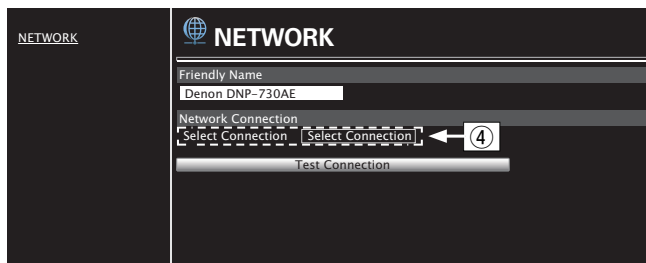 NETWORK
NETWORK
Friendly Name
Denon DNP-730AE
Network Connection
Select Connection Select Connection ④
Test Connection